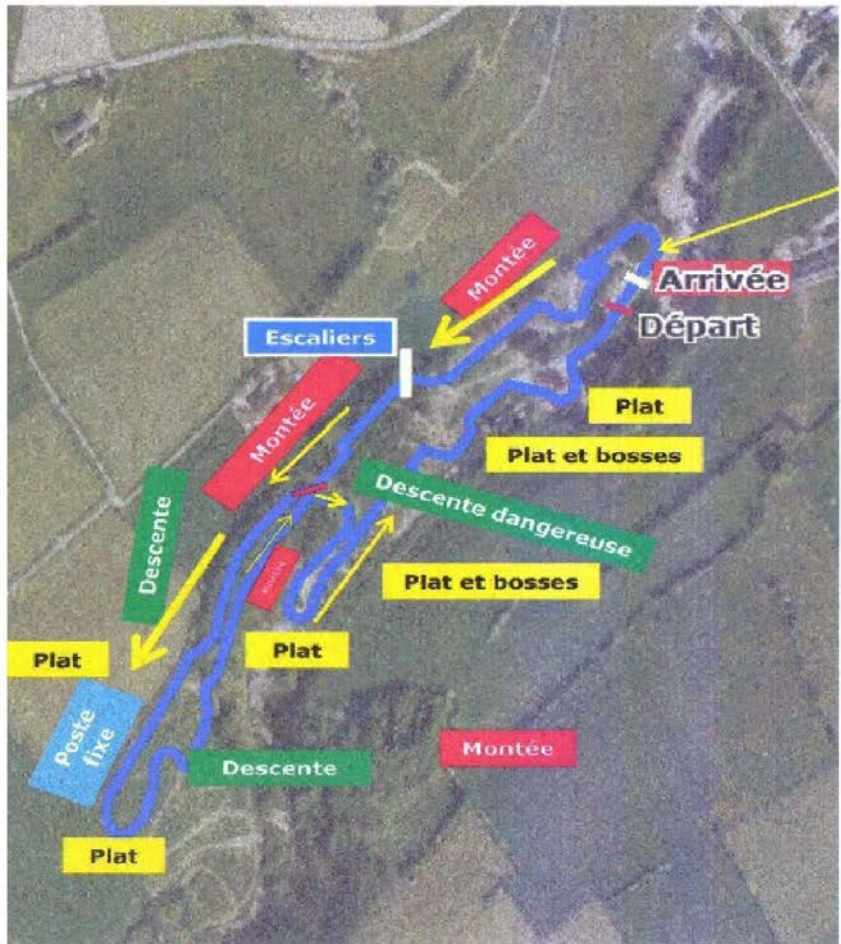 Montée
Arrivée
Départ
Escaliers
Montée
Plat
Plat et bosses
Descente
Descente dangereuse
Plat et bosses
Plat
Plat
Poste
fixe
Montée
Descente
Plat